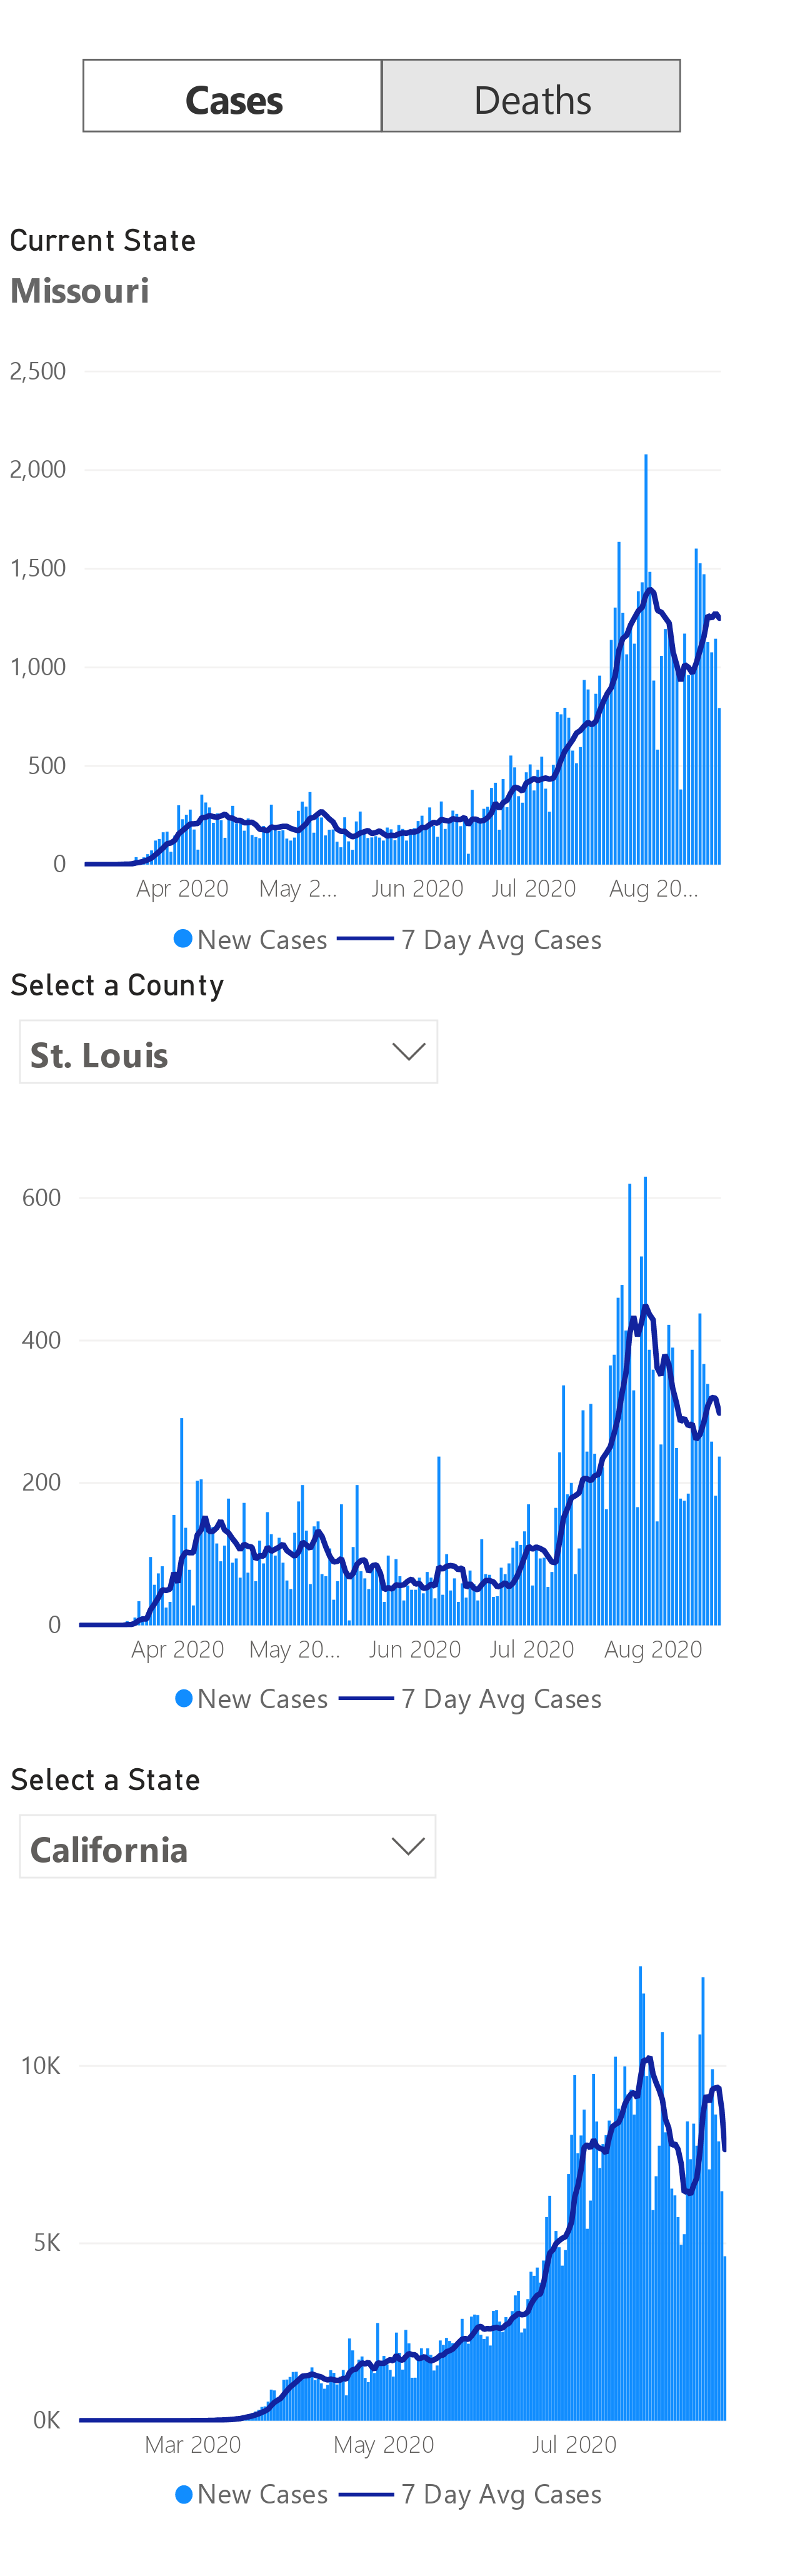 Cases Deaths
Current State
Missouri
2,500
2,000
1,500
1,000
500
0
Apr 2020 May 2... Jun 2020 Jul 2020 Aug 20...
New Cases 7 Day Avg Cases
Select a County
St. Louis
600
400
200
0
Apr 2020 May 20... Jun 2020 Jul 2020 Aug 2020
New Cases 7 Day Avg Cases
Select a State
California
10K
5K
0K
Mar 2020 May 2020 Jul 2020
New Cases 7 Day Avg Cases